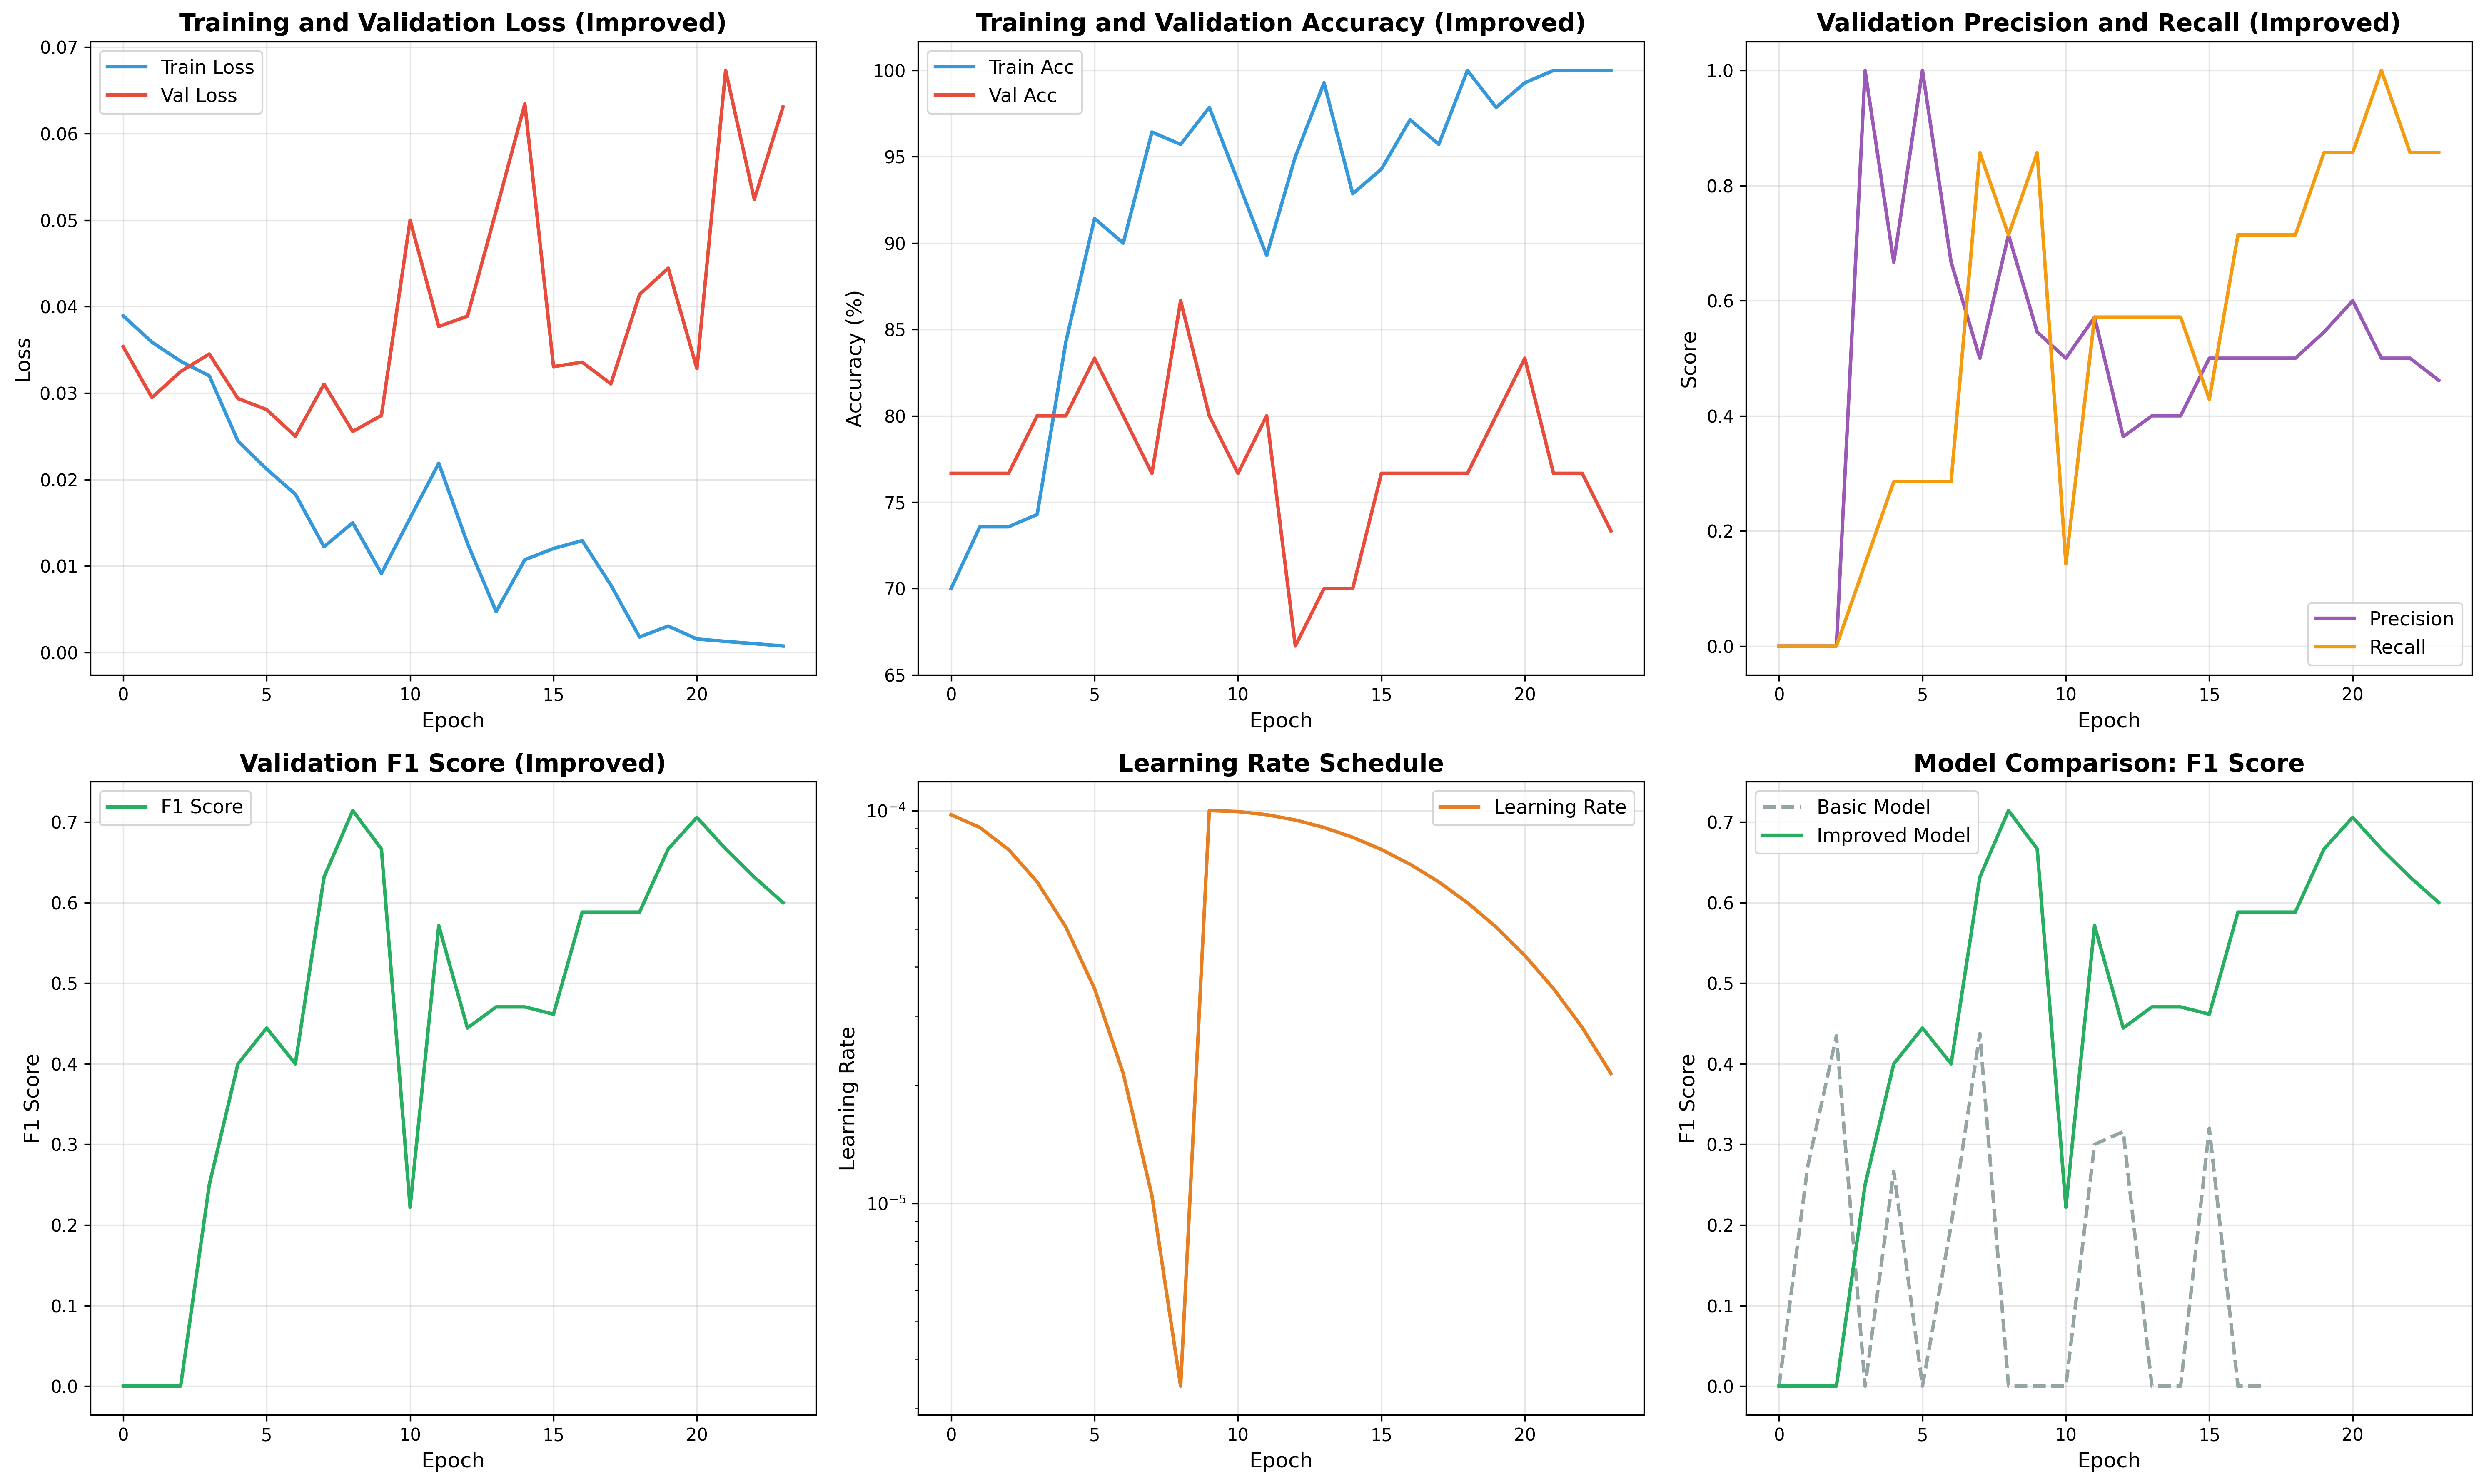 Training and Validation Loss (Improved)
Train Loss
Val Loss
Loss
0.07
0.06
0.05
0.04
0.03
0.02
0.01
0.00
0 5 10 15 20
Epoch
Training and Validation Accuracy (Improved)
Train Acc
Val Acc
Accuracy (%)
100
95
90
85
80
75
70
65
0 5 10 15 20
Epoch
Validation Precision and Recall (Improved)
Score
1.0
0.8
0.6
0.4
0.2
0.0
Precision
Recall
0 5 10 15 20
Epoch
Validation F1 Score (Improved)
F1 Score
F1 Score
0.7
0.6
0.5
0.4
0.3
0.2
0.1
0.0
0 5 10 15 20
Epoch
Learning Rate Schedule
Learning Rate
Learning Rate
10⁻⁴
10⁻⁵
0 5 10 15 20
Epoch
Model Comparison: F1 Score
Basic Model
Improved Model
F1 Score
0.7
0.6
0.5
0.4
0.3
0.2
0.1
0.0
0 5 10 15 20
Epoch